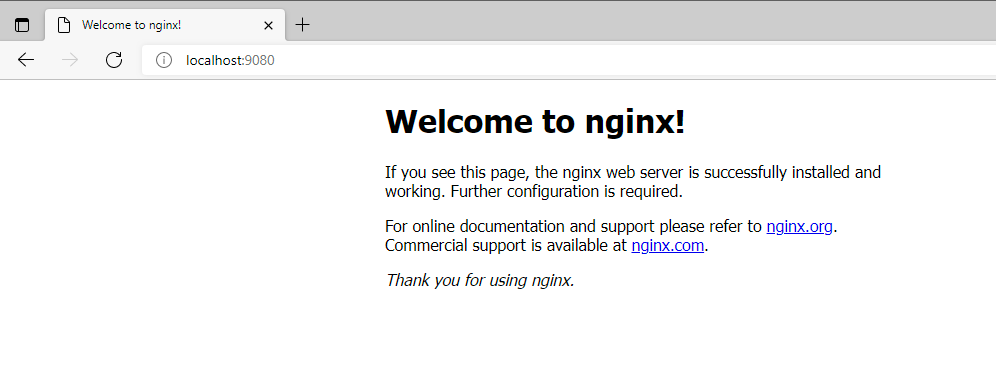 Welcome to nginx!
localhost:9080
Welcome to nginx!
If you see this page, the nginx web server is successfully installed and
working. Further configuration is required.
For online documentation and support please refer to nginx.org.
Commercial support is available at nginx.com.
Thank you for using nginx.